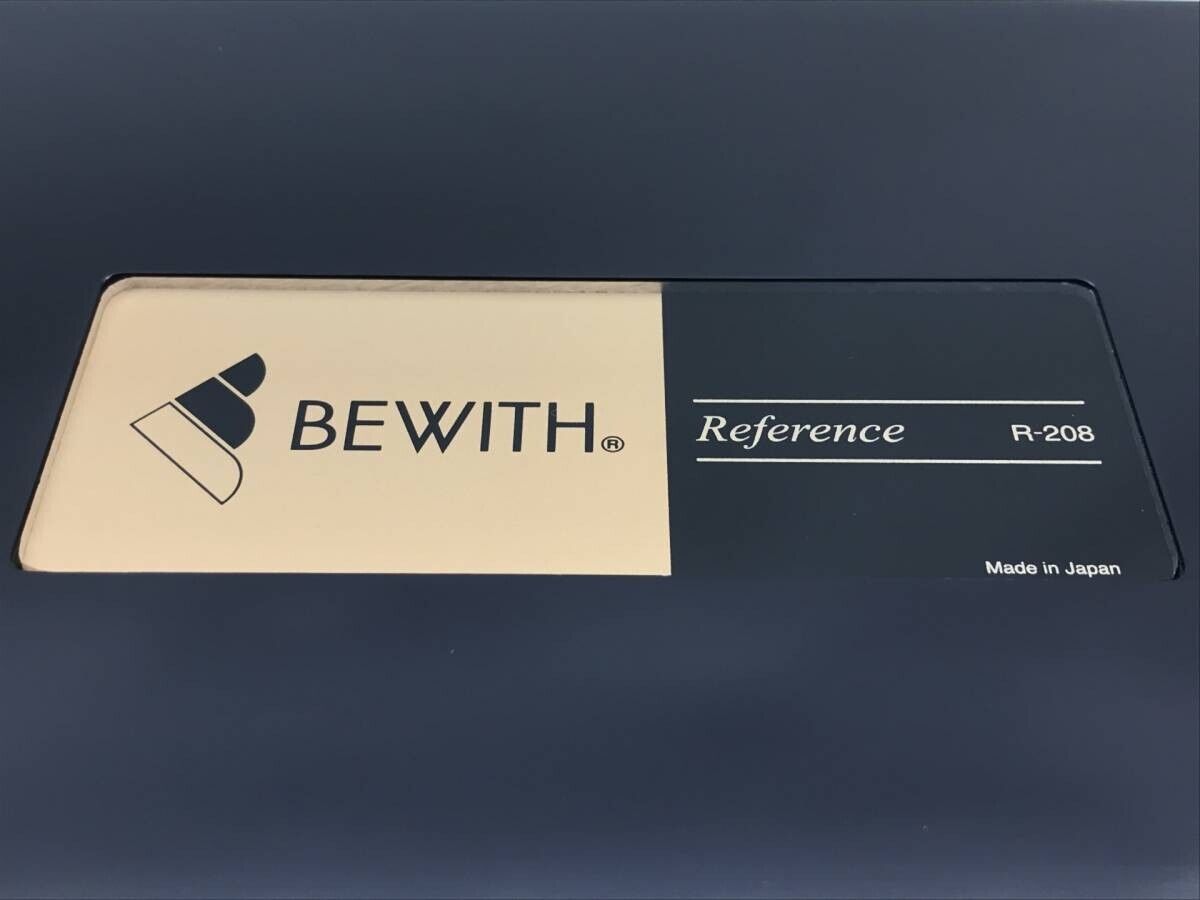 BEWITH®
Reference R-208
Made in Japan